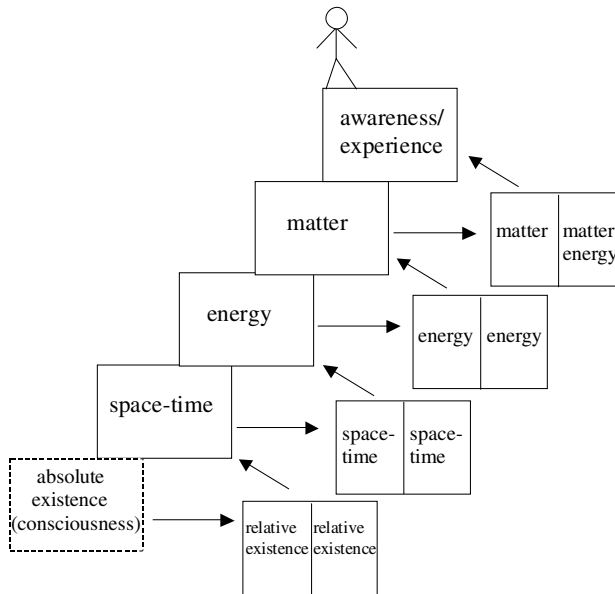 awareness/
experience
matter
matter
matter
energy
energy
energy
energy
space-time
space-
time
space-
time
absolute
existence
(consciousness)
relative
existence
relative
existence